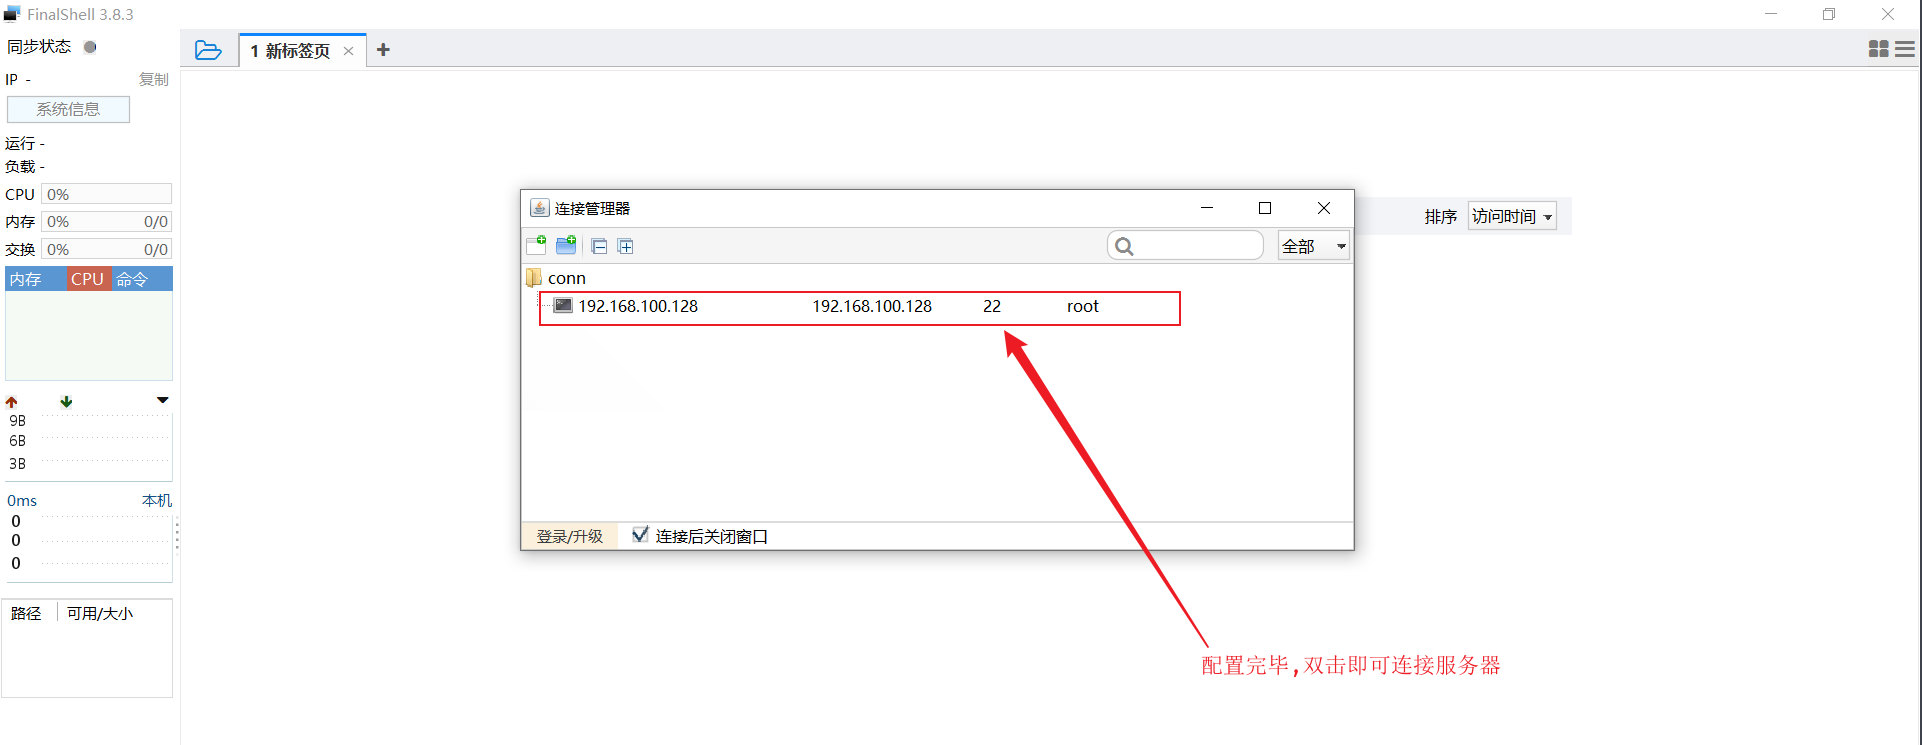 FinalShell 3.8.3
同步状态
1 新标签页
IP -
复制
系统信息
运行 -
负载 -
CPU 0%
内存 0% 0/0
交换 0% 0/0
内存 CPU 命令
9B
6B
3B
0ms 本机
0
0
0
路径 可用/大小
排序 访问时间
连接管理器
全部
conn
192.168.100.128 192.168.100.128 22 root
登录/升级 连接后关闭窗口
配置完毕,双击即可连接服务器